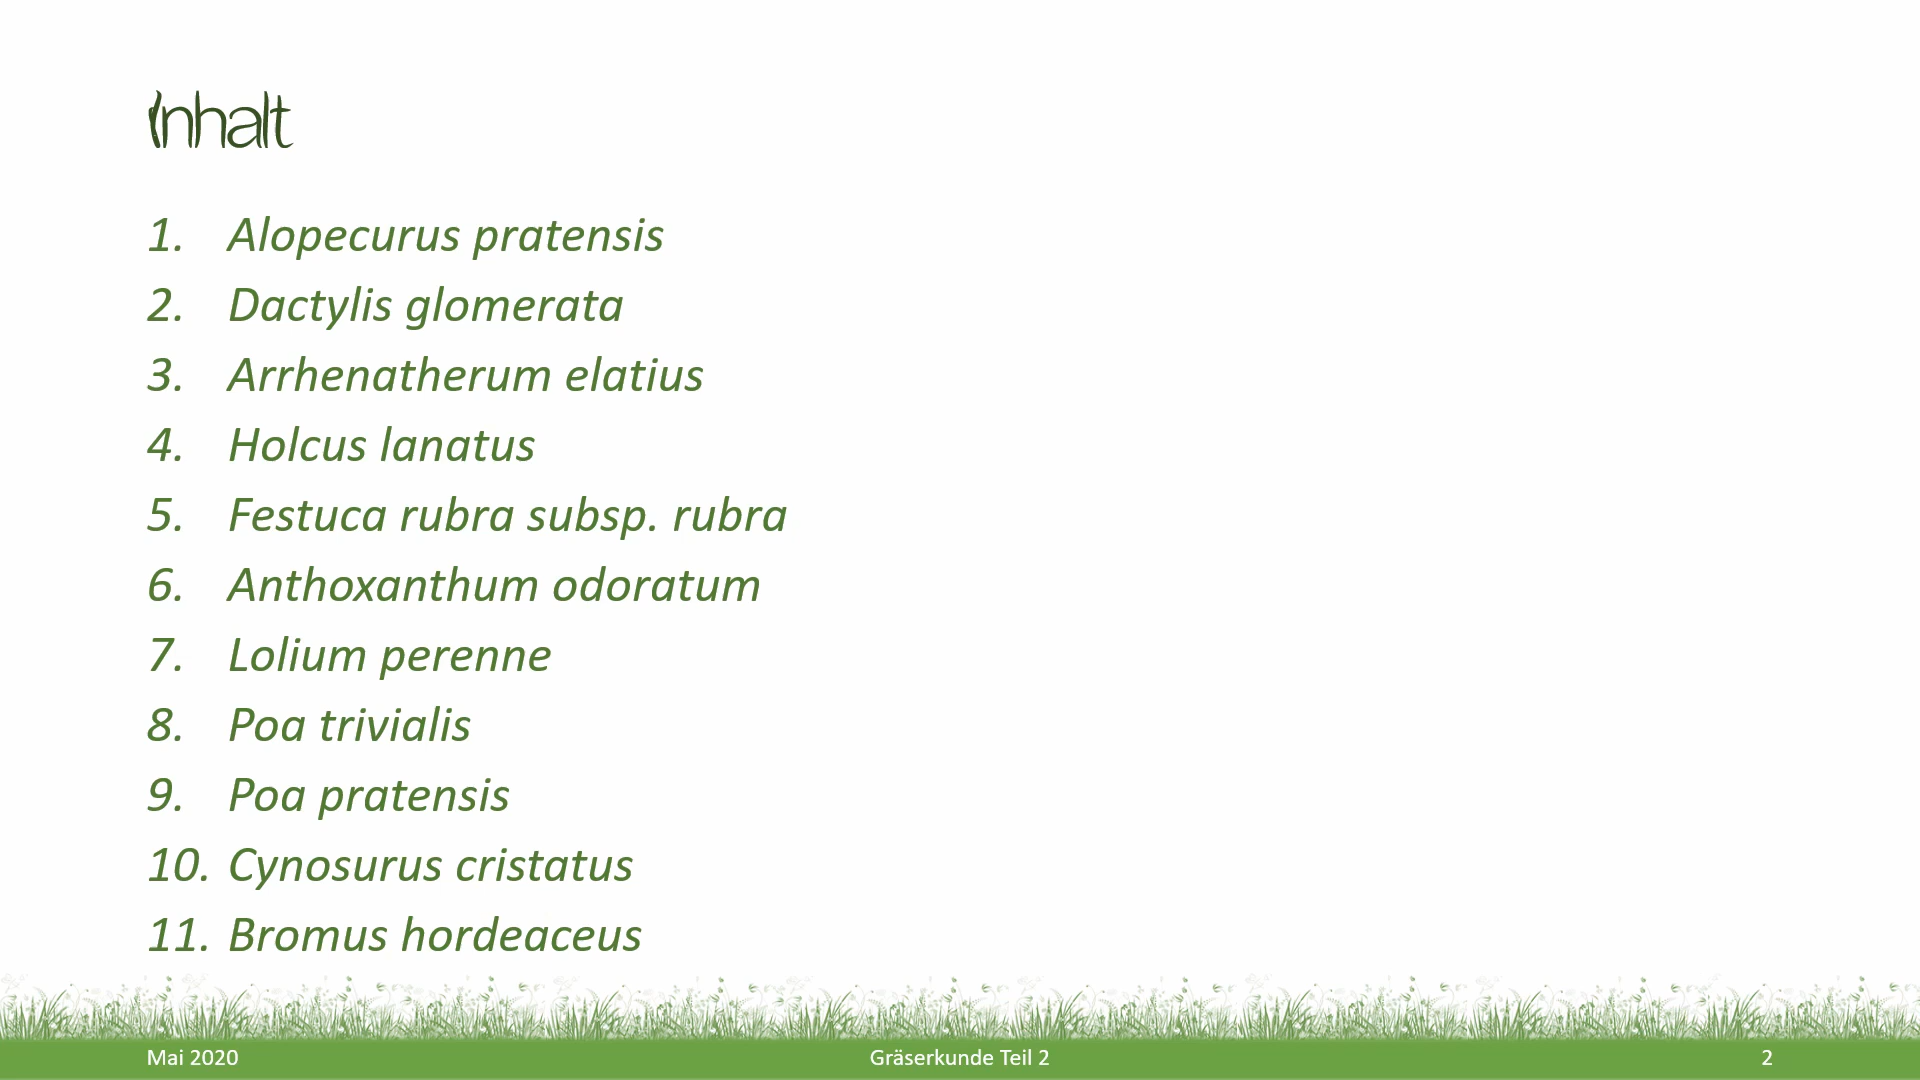 Inhalt
1. Alopecurus pratensis
2. Dactylis glomerata
3. Arrhenatherum elatius
4. Holcus lanatus
5. Festuca rubra subsp. rubra
6. Anthoxanthum odoratum
7. Lolium perenne
8. Poa trivialis
9. Poa pratensis
10. Cynosurus cristatus
11. Bromus hordeaceus
Mai 2020 Gräserkunde Teil 2 2